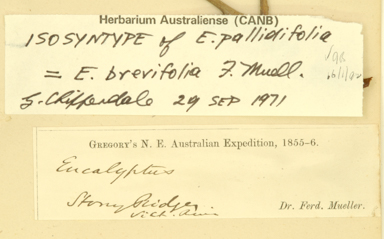 Herbarium Australiense (CANB)
ISOSYNTYPE of E. pallidifolia
= E. brevifolia F. Muell.
G. Chippendale 29 SEP 1971
GREGORY'S N. E. Australian Expedition, 1855–6.
Eucalyptus
Stony Ridges
Vict.
Dr. Ferd. Mueller.